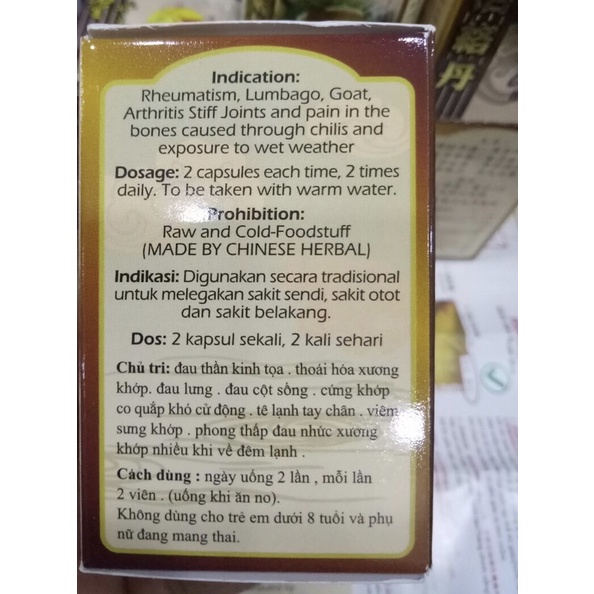 Indication:
Rheumatism, Lumbago, Goat,
Arthritis Stiff Joints and pain in the
bones caused through chilis and
exposure to wet weather
Dosage: 2 capsules each time, 2 times
daily. To be taken with warm water.
Prohibition:
Raw and Cold-Foodstuff
(MADE BY CHINESE HERBAL)
Indikasi: Digunakan secara tradisional
untuk melegakan sakit sendi, sakit otot
dan sakit belakang.
Dos: 2 kapsul sekali, 2 kali sehari
Chủ trì: đau thần kinh tọa . thoái hóa xương
khớp. đau lưng . đau cột sống . cứng khớp
co quắp khó cử động . tê lạnh tay chân . viêm
sưng khớp . phong thấp đau nhức xương
khớp nhiều khi về đêm lạnh .
Cách dùng : ngày uống 2 lần , mỗi lần
2 viên . (uống khi ăn no).
Không dùng cho trẻ em dưới 8 tuổi và phụ
nữ đang mang thai.
丹